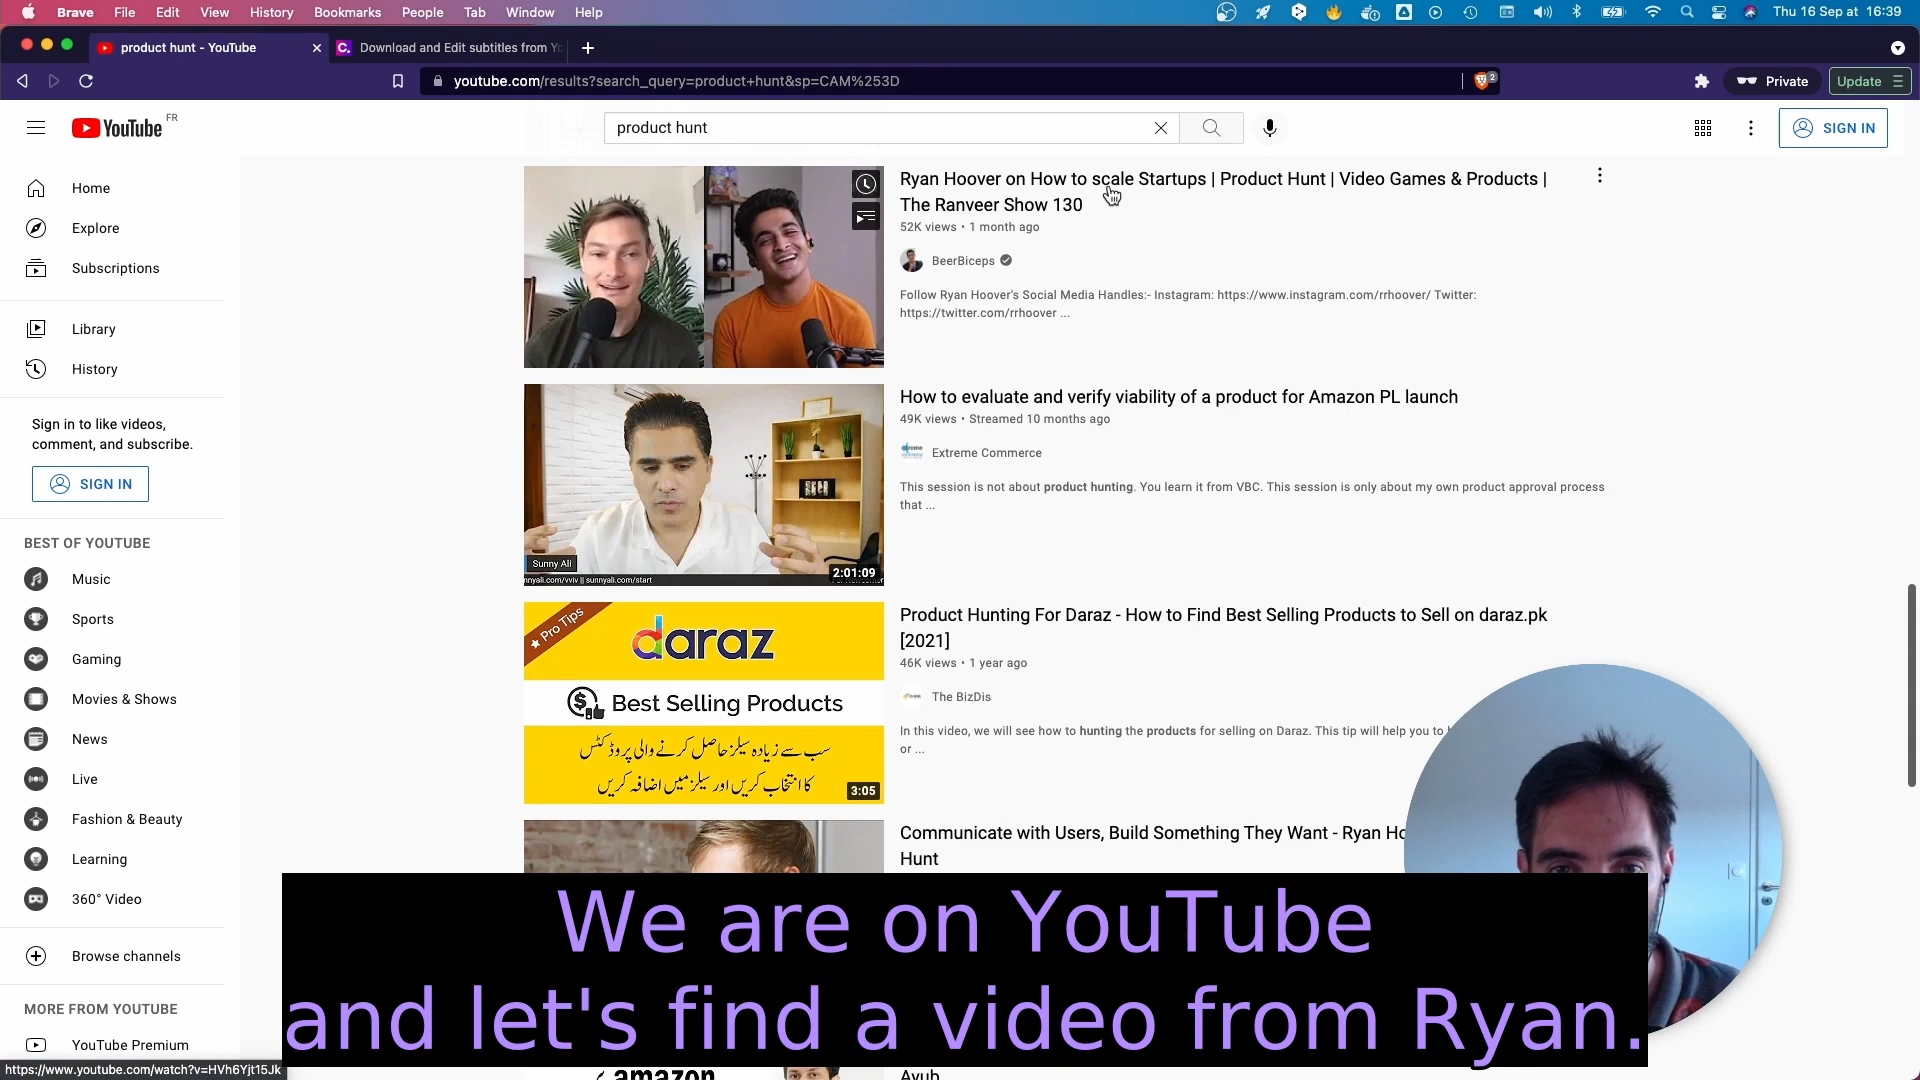 Brave File Edit View History Bookmarks People Tab Window Help
Thu 16 Sep at 16:39
product hunt - YouTube
C. Download and Edit subtitles from Yo
youtube.com/results?search_query=product+hunt&sp=CAM%253D
2
Private
Update
YouTube FR
product hunt
SIGN IN
Home
Explore
Subscriptions
Library
History
Sign in to like videos,
comment, and subscribe.
SIGN IN
BEST OF YOUTUBE
Music
Sports
Gaming
Movies & Shows
News
Live
Fashion & Beauty
Learning
360° Video
Browse channels
MORE FROM YOUTUBE
YouTube Premium
https://www.youtube.com/watch?v=HVh6Yjt15Jk
Ryan Hoover on How to scale Startups | Product Hunt | Video Games & Products |
The Ranveer Show 130
52K views • 1 month ago
BeerBiceps
Follow Ryan Hoover's Social Media Handles:- Instagram: https://www.instagram.com/rrhoover/ Twitter:
https://twitter.com/rrhoover ...
Sunny Ali
nnyali.com/vviv || sunnyali.com/start
2:01:09
How to evaluate and verify viability of a product for Amazon PL launch
49K views • Streamed 10 months ago
Extreme Commerce
This session is not about product hunting. You learn it from VBC. This session is only about my own product approval process
that ...
★ Pro Tips
daraz
Best Selling Products
سب سے زیادہ سیلز حاصل کرنے والی پروڈکٹس
کا انتخاب کریں اور سیلز میں اضافہ کریں
3:05
Product Hunting For Daraz - How to Find Best Selling Products to Sell on daraz.pk
[2021]
46K views • 1 year ago
The BizDis
In this video, we will see how to hunting the products for selling on Daraz. This tip will help you to
or ...
Communicate with Users, Build Something They Want - Ryan Ho
Hunt
We are on YouTube
and let's find a video from Ryan.
amazon
Ayub